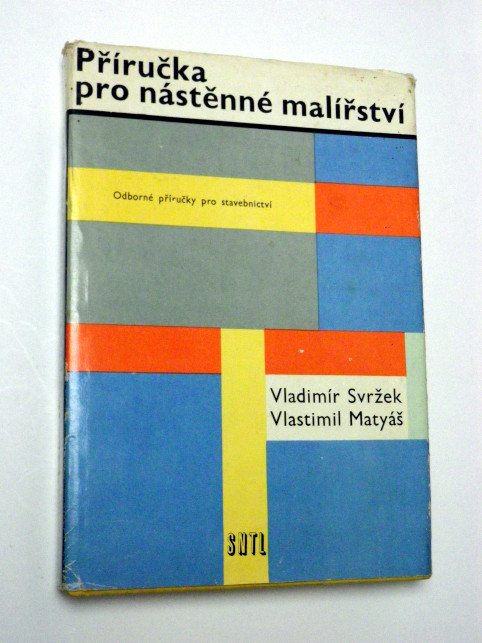 Příručka
pro nástěnné malířství
Odborné příručky pro stavebnictví
Vladimír Svržek
Vlastimil Matyáš
SNTL